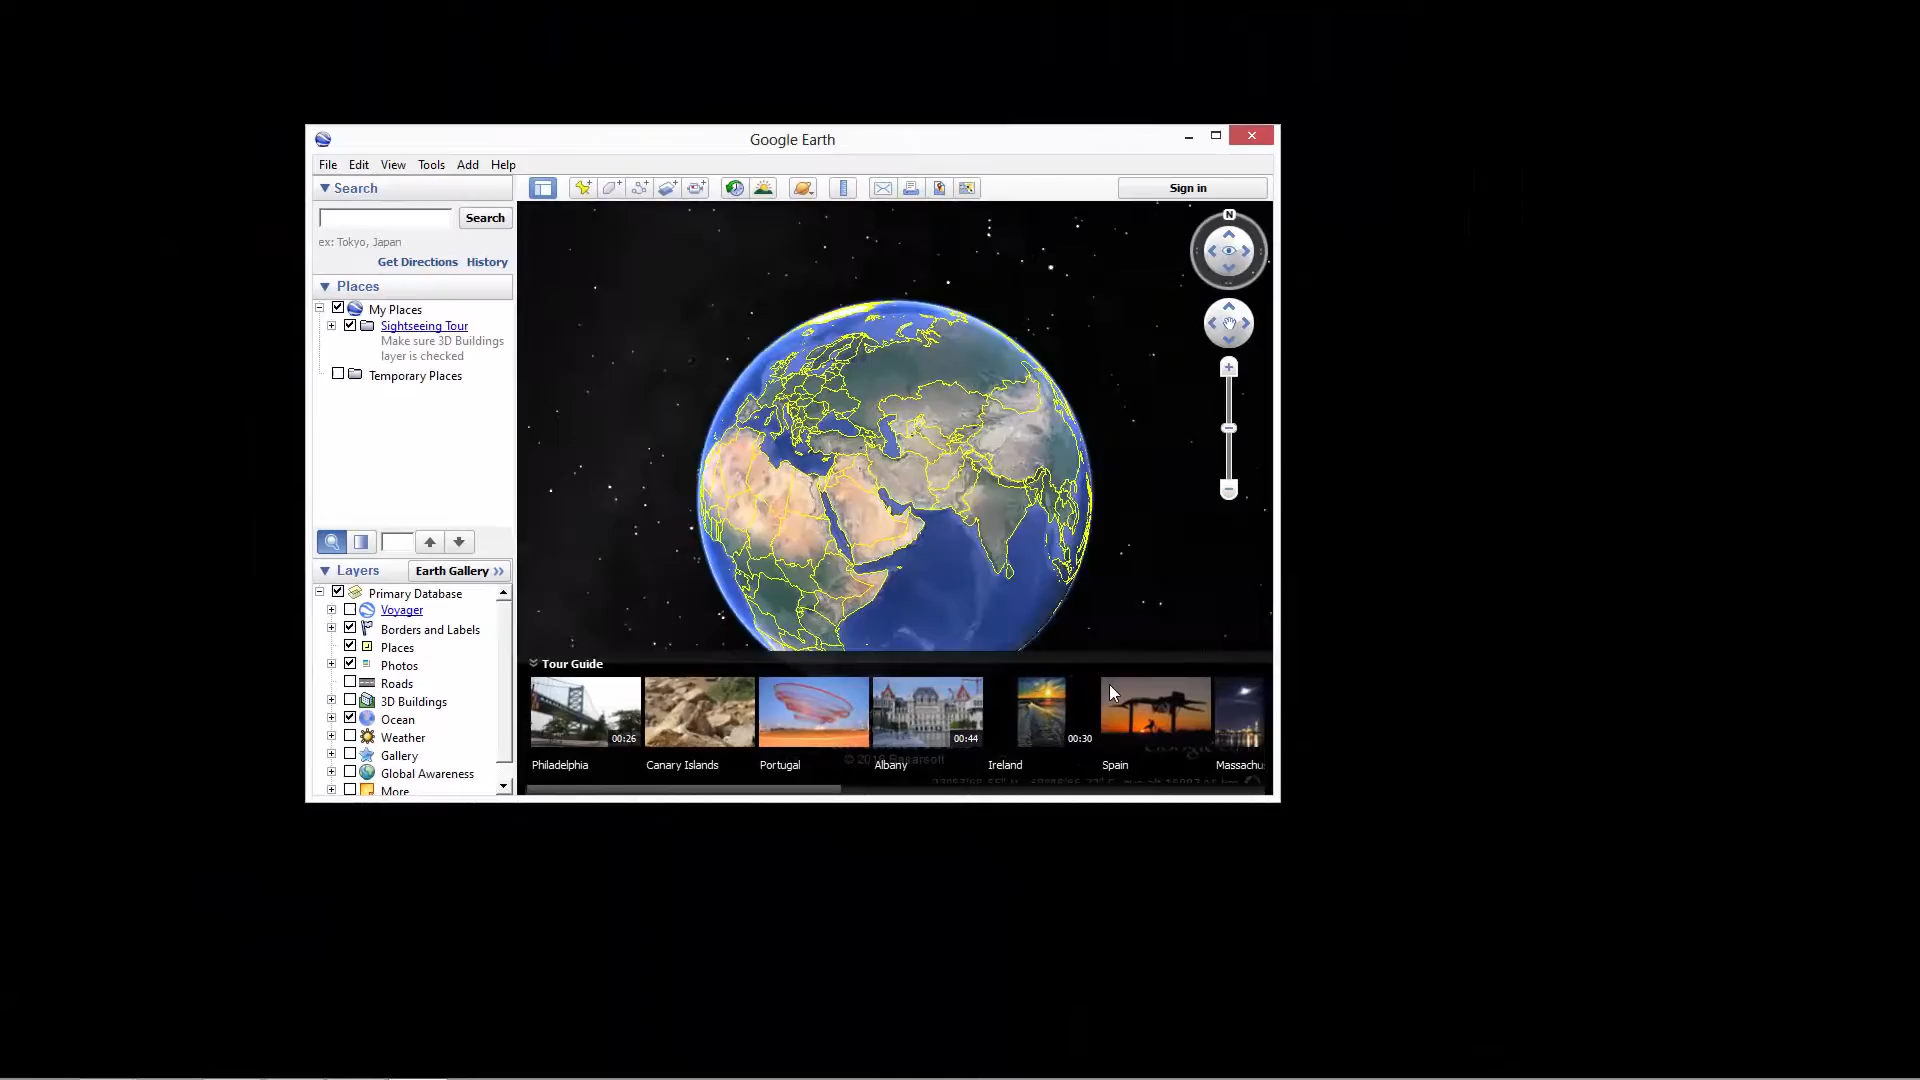 Google Earth
File Edit View Tools Add Help
Search
Sign in
N
Search
ex: Tokyo, Japan
Get Directions History
Places
My Places
Sightseeing Tour
Make sure 3D Buildings
layer is checked
Temporary Places
Layers
Earth Gallery >>
Primary Database
Voyager
Borders and Labels
Places
Photos
Roads
3D Buildings
Ocean
Weather
Gallery
Global Awareness
More
Tour Guide
00:26
00:44
00:30
Philadelphia
Canary Islands
Portugal
Albany
Ireland
Spain
Massachu